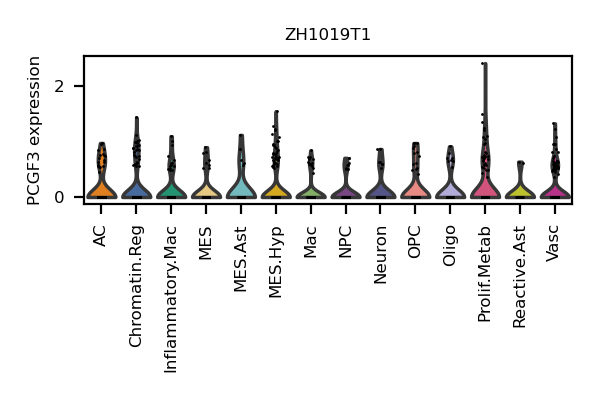 ZH1019T1
PCGF3 expression
2
0
AC
Chromatin.Reg
Inflammatory.Mac
MES
MES.Ast
MES.Hyp
Mac
NPC
Neuron
OPC
Oligo
Prolif.Metab
Reactive.Ast
Vasc